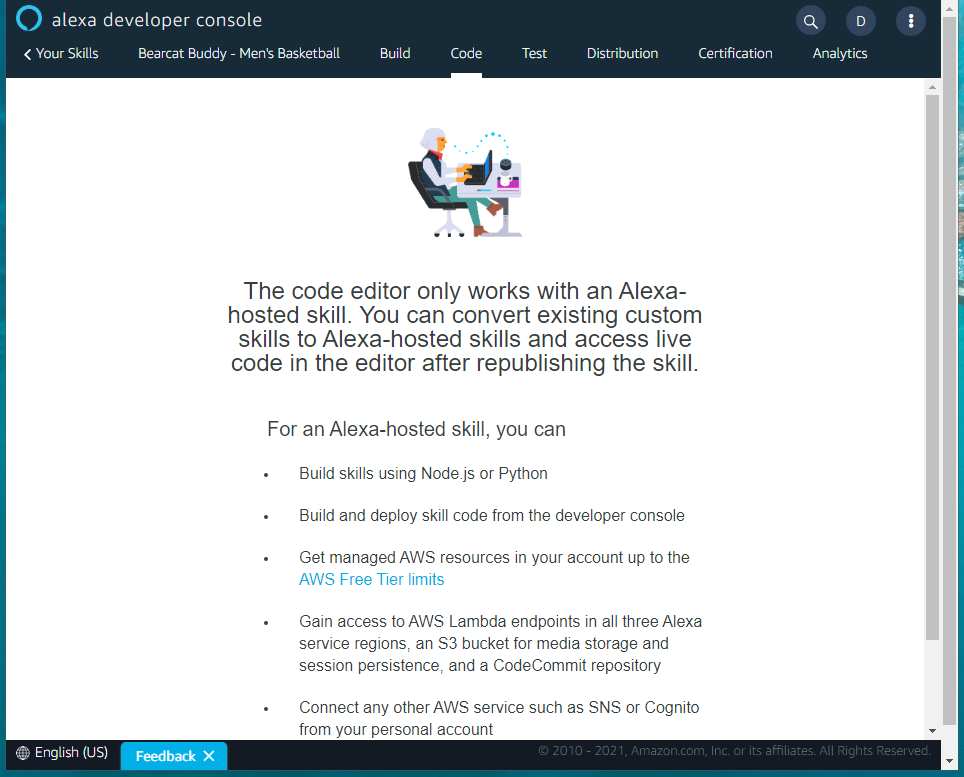 alexa developer console
D
Your Skills Bearcat Buddy - Men's Basketball Build Code Test Distribution Certification Analytics
The code editor only works with an Alexa-
hosted skill. You can convert existing custom
skills to Alexa-hosted skills and access live
code in the editor after republishing the skill.
For an Alexa-hosted skill, you can
• Build skills using Node.js or Python
• Build and deploy skill code from the developer console
• Get managed AWS resources in your account up to the
AWS Free Tier limits
• Gain access to AWS Lambda endpoints in all three Alexa
service regions, an S3 bucket for media storage and
session persistence, and a CodeCommit repository
• Connect any other AWS service such as SNS or Cognito
from your personal account
English (US) Feedback © 2010 - 2021, Amazon.com, Inc. or its affiliates. All Rights Reserved.